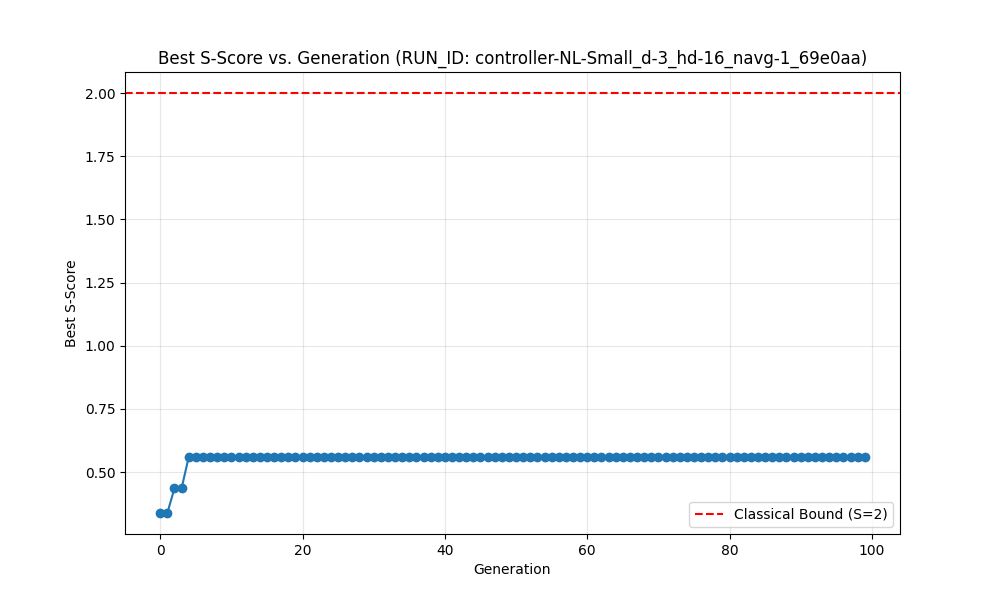 Best S-Score vs. Generation (RUN_ID: controller-NL-Small_d-3_hd-16_navg-1_69e0aa)
2.00
1.75
1.50
1.25
1.00
0.75
0.50
Best S-Score
Classical Bound (S=2)
0 20 40 60 80 100
Generation